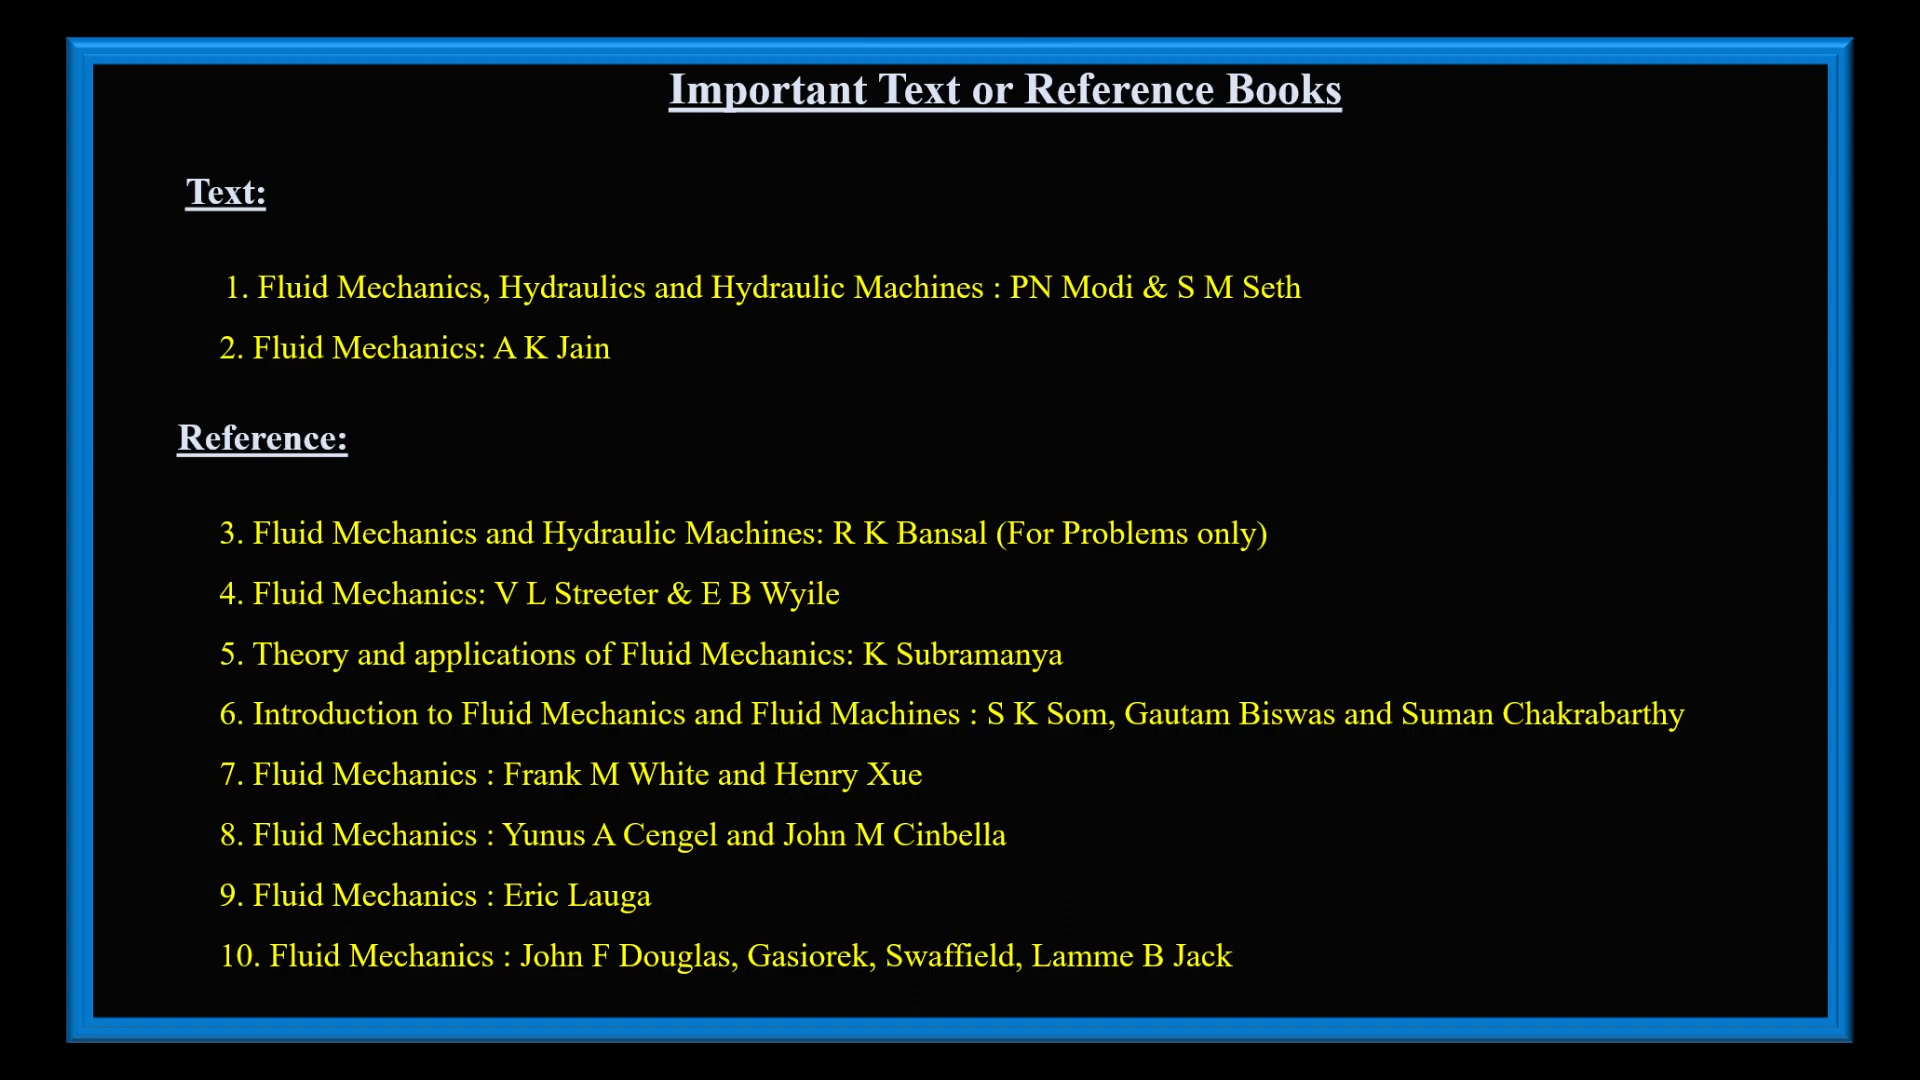 Important Text or Reference Books
Text:
1. Fluid Mechanics, Hydraulics and Hydraulic Machines : PN Modi & S M Seth
2. Fluid Mechanics: A K Jain
Reference:
3. Fluid Mechanics and Hydraulic Machines: R K Bansal (For Problems only)
4. Fluid Mechanics: V L Streeter & E B Wyile
5. Theory and applications of Fluid Mechanics: K Subramanya
6. Introduction to Fluid Mechanics and Fluid Machines : S K Som, Gautam Biswas and Suman Chakrabarthy
7. Fluid Mechanics : Frank M White and Henry Xue
8. Fluid Mechanics : Yunus A Cengel and John M Cinbella
9. Fluid Mechanics : Eric Lauga
10. Fluid Mechanics : John F Douglas, Gasiorek, Swaffield, Lamme B Jack